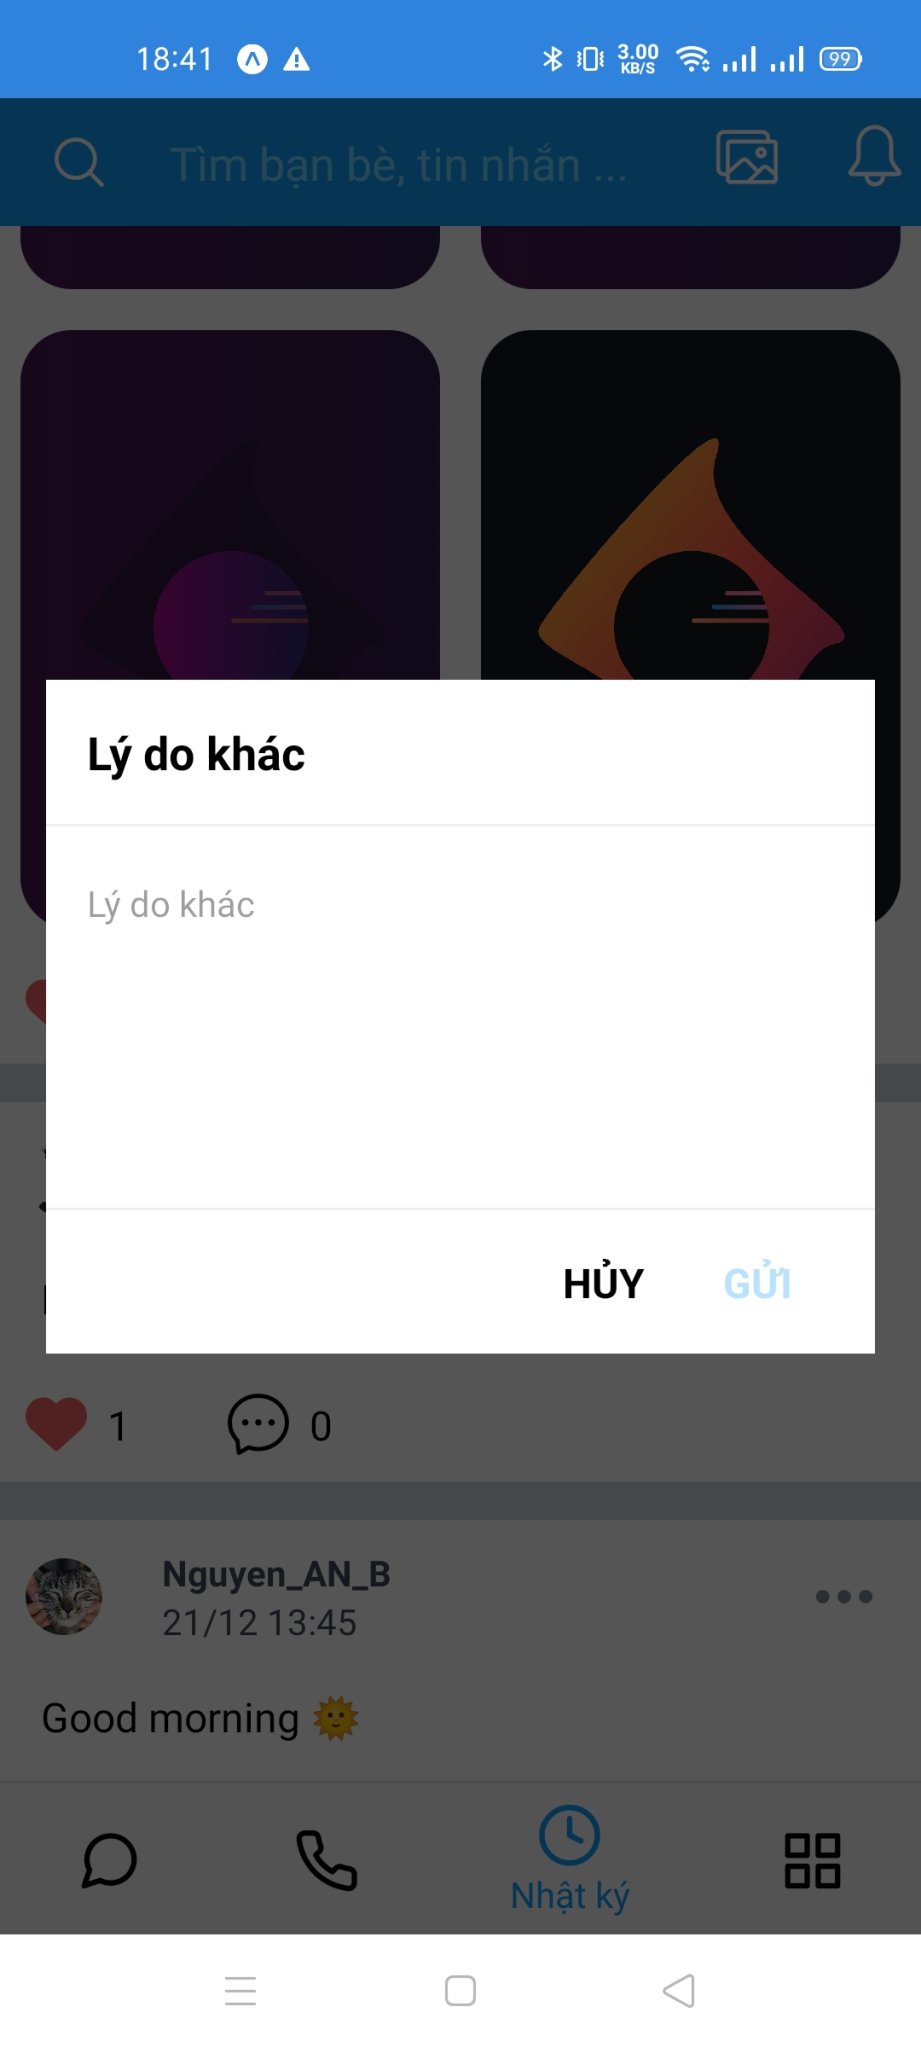 18:41
3.00
KB/S
99
Tìm bạn bè, tin nhắn ...
Lý do khác
Lý do khác
HỦY
GỬI
1
0
Nguyen_AN_B
21/12 13:45
Good morning 🌞
Nhật ký